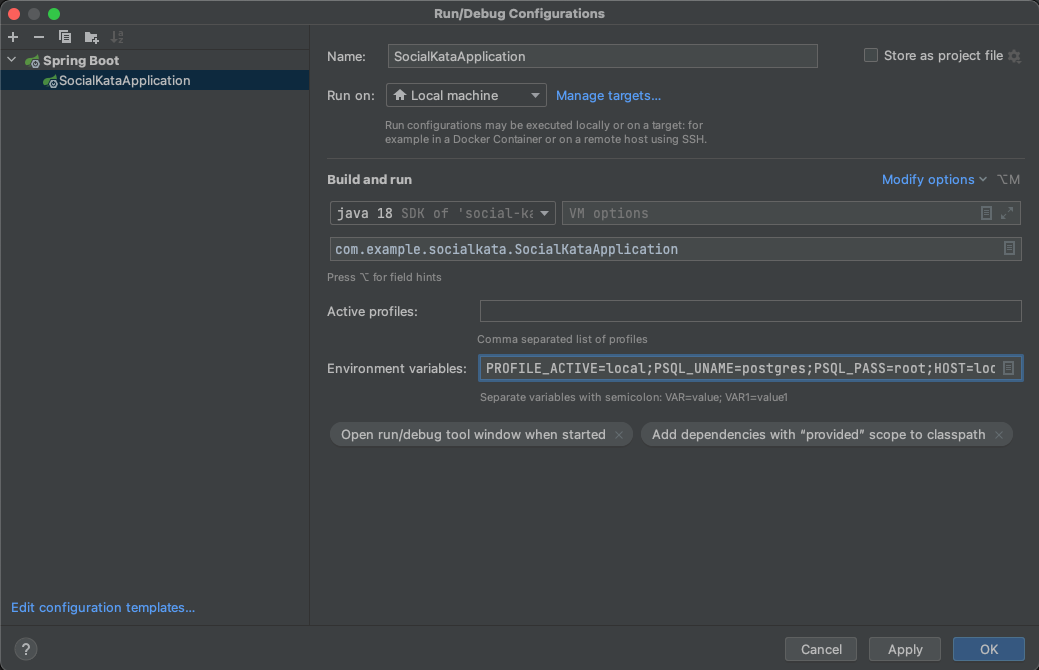 Run/Debug Configurations
Spring Boot
SocialKataApplication
Name: SocialKataApplication
Store as project file
Run on: Local machine Manage targets...
Run configurations may be executed locally or on a target: for
example in a Docker Container or on a remote host using SSH.
Build and run
Modify options ⌥M
java 18 SDK of 'social-ka
VM options
com.example.socialkata.SocialKataApplication
Press ⌥ for field hints
Active profiles:
Comma separated list of profiles
Environment variables: PROFILE_ACTIVE=local;PSQL_UNAME=postgres;PSQL_PASS=root;HOST=loc
Separate variables with semicolon: VAR=value; VAR1=value1
Open run/debug tool window when started ×
Add dependencies with “provided” scope to classpath ×
Edit configuration templates...
?
Cancel
Apply
OK